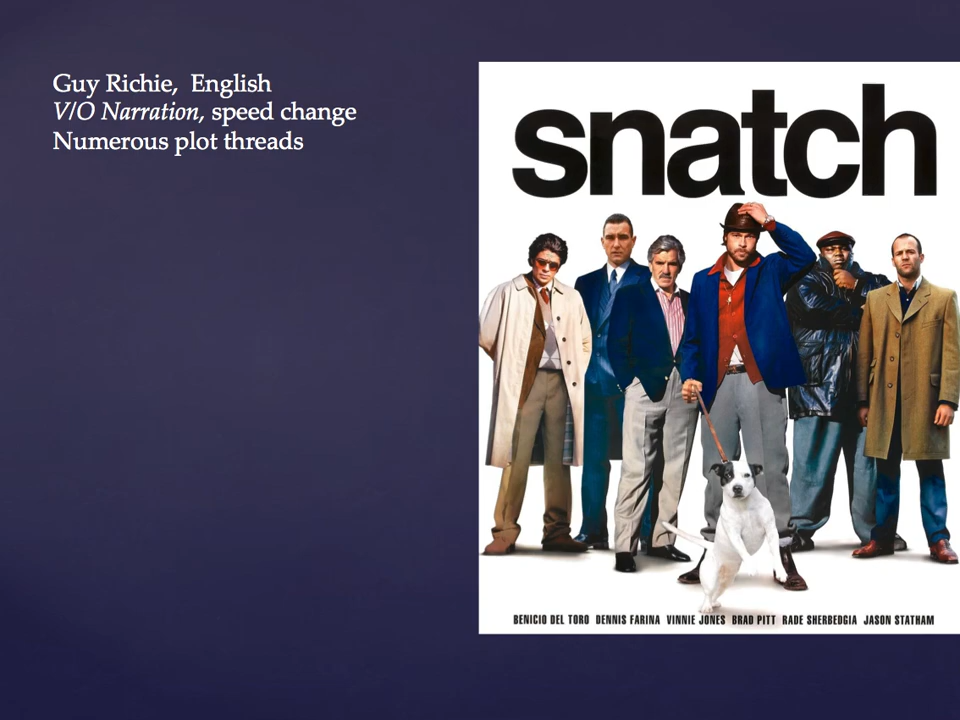 Guy Richie,  English
V/O Narration, speed change
Numerous plot threads
snatch
BENICIO DEL TORO  DENNIS FARINA  VINNIE JONES  BRAD PITT  RADE SHERBEDGIA  JASON STATHAM